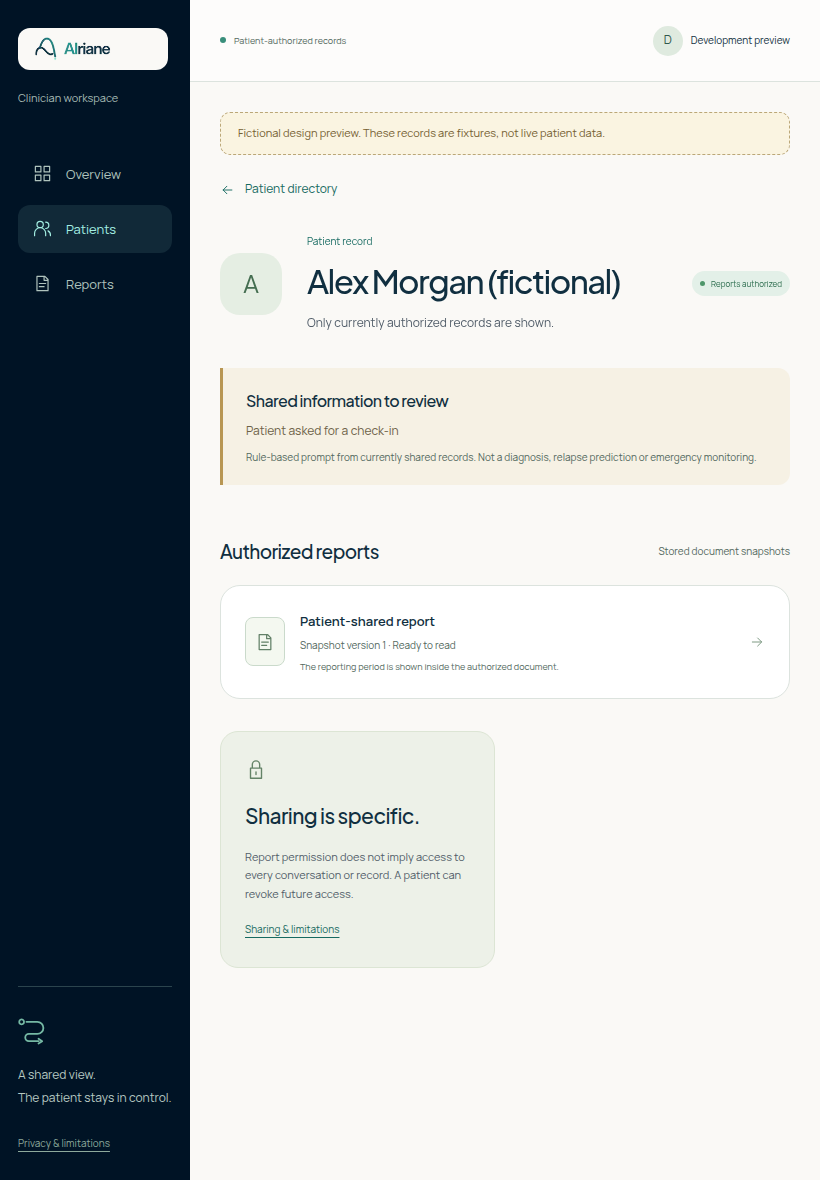 AIriane
Clinician workspace
Overview
Patients
Reports
A shared view.
The patient stays in control.
Privacy & limitations
Patient-authorized records
D
Development preview
Fictional design preview. These records are fixtures, not live patient data.
← Patient directory
Patient record
A
Alex Morgan (fictional)
Reports authorized
Only currently authorized records are shown.
Shared information to review
Patient asked for a check-in
Rule-based prompt from currently shared records. Not a diagnosis, relapse prediction or emergency monitoring.
Authorized reports
Stored document snapshots
Patient-shared report
Snapshot version 1 · Ready to read
The reporting period is shown inside the authorized document.
→
Sharing is specific.
Report permission does not imply access to
every conversation or record. A patient can
revoke future access.
Sharing & limitations